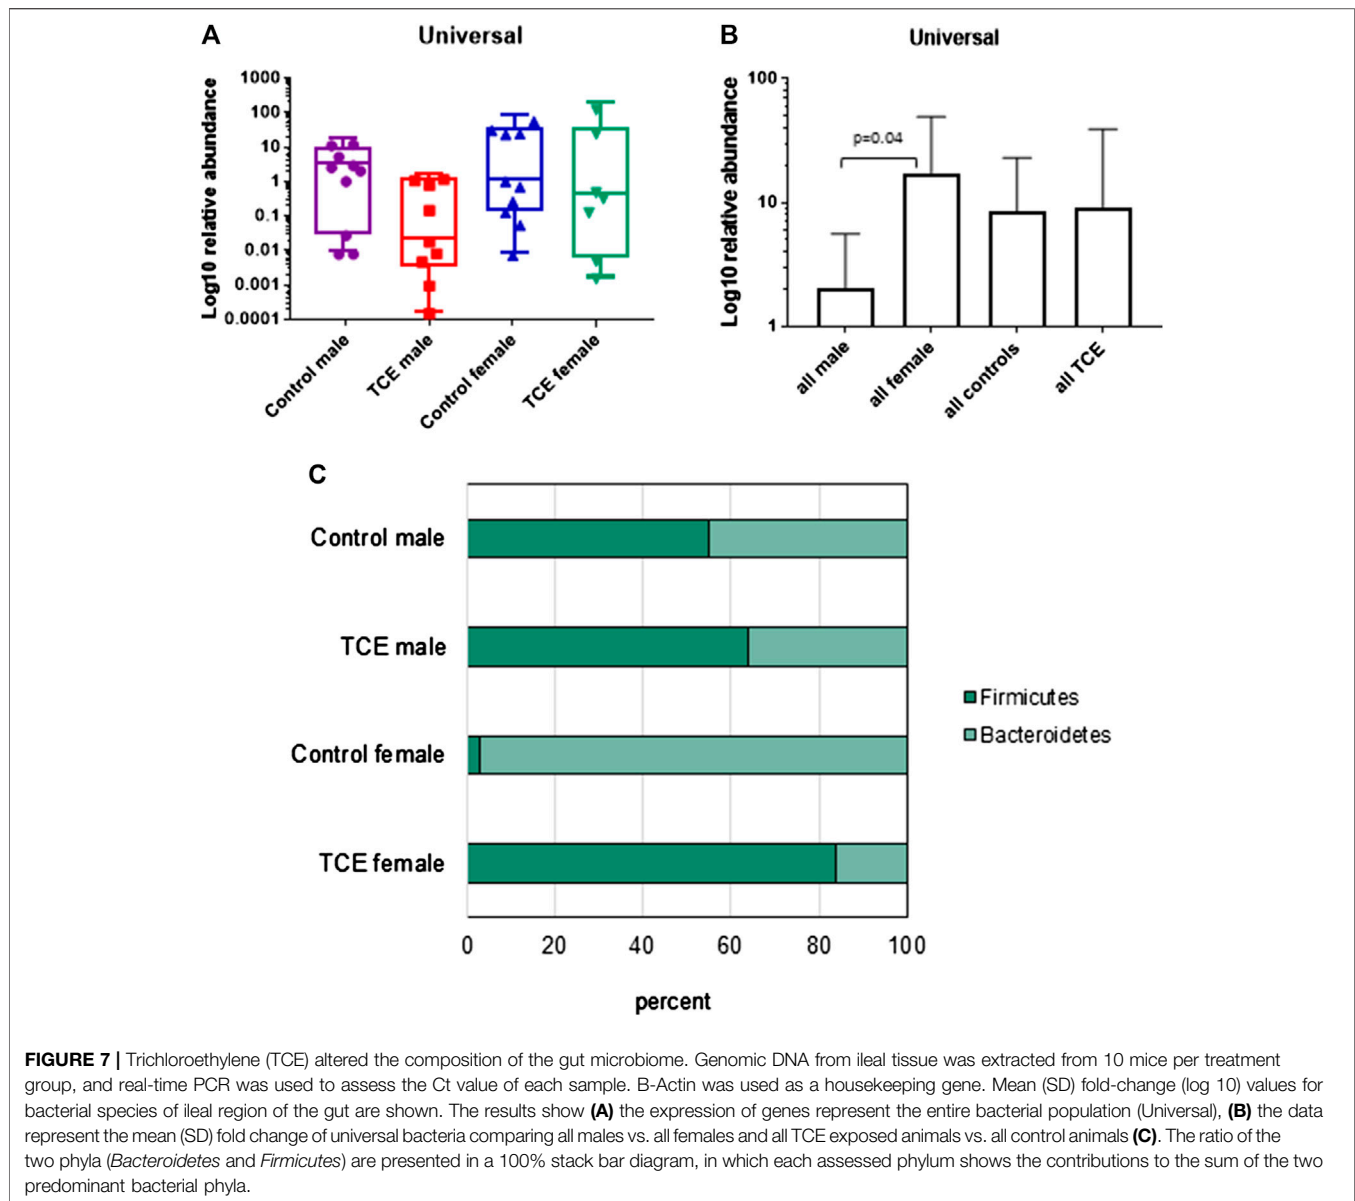 A
Universal
Log10 relative abundance
1000
100
10
1
0.1
0.01
0.001
0.0001
Control male
TCE male
Control female
TCE female
B
Universal
Log10 relative abundance
100
10
1
p=0.04
all male
all female
all controls
all TCE
C
Control male
TCE male
Control female
TCE female
0 20 40 60 80 100
percent
Firmicutes
Bacteroidetes
FIGURE 7 | Trichloroethylene (TCE) altered the composition of the gut microbiome. Genomic DNA from ileal tissue was extracted from 10 mice per treatment
group, and real-time PCR was used to assess the Ct value of each sample. B-Actin was used as a housekeeping gene. Mean (SD) fold-change (log 10) values for
bacterial species of ileal region of the gut are shown. The results show (A) the expression of genes represent the entire bacterial population (Universal), (B) the data
represent the mean (SD) fold change of universal bacteria comparing all males vs. all females and all TCE exposed animals vs. all control animals (C). The ratio of the
two phyla (Bacteroidetes and Firmicutes) are presented in a 100% stack bar diagram, in which each assessed phylum shows the contributions to the sum of the two
predominant bacterial phyla.